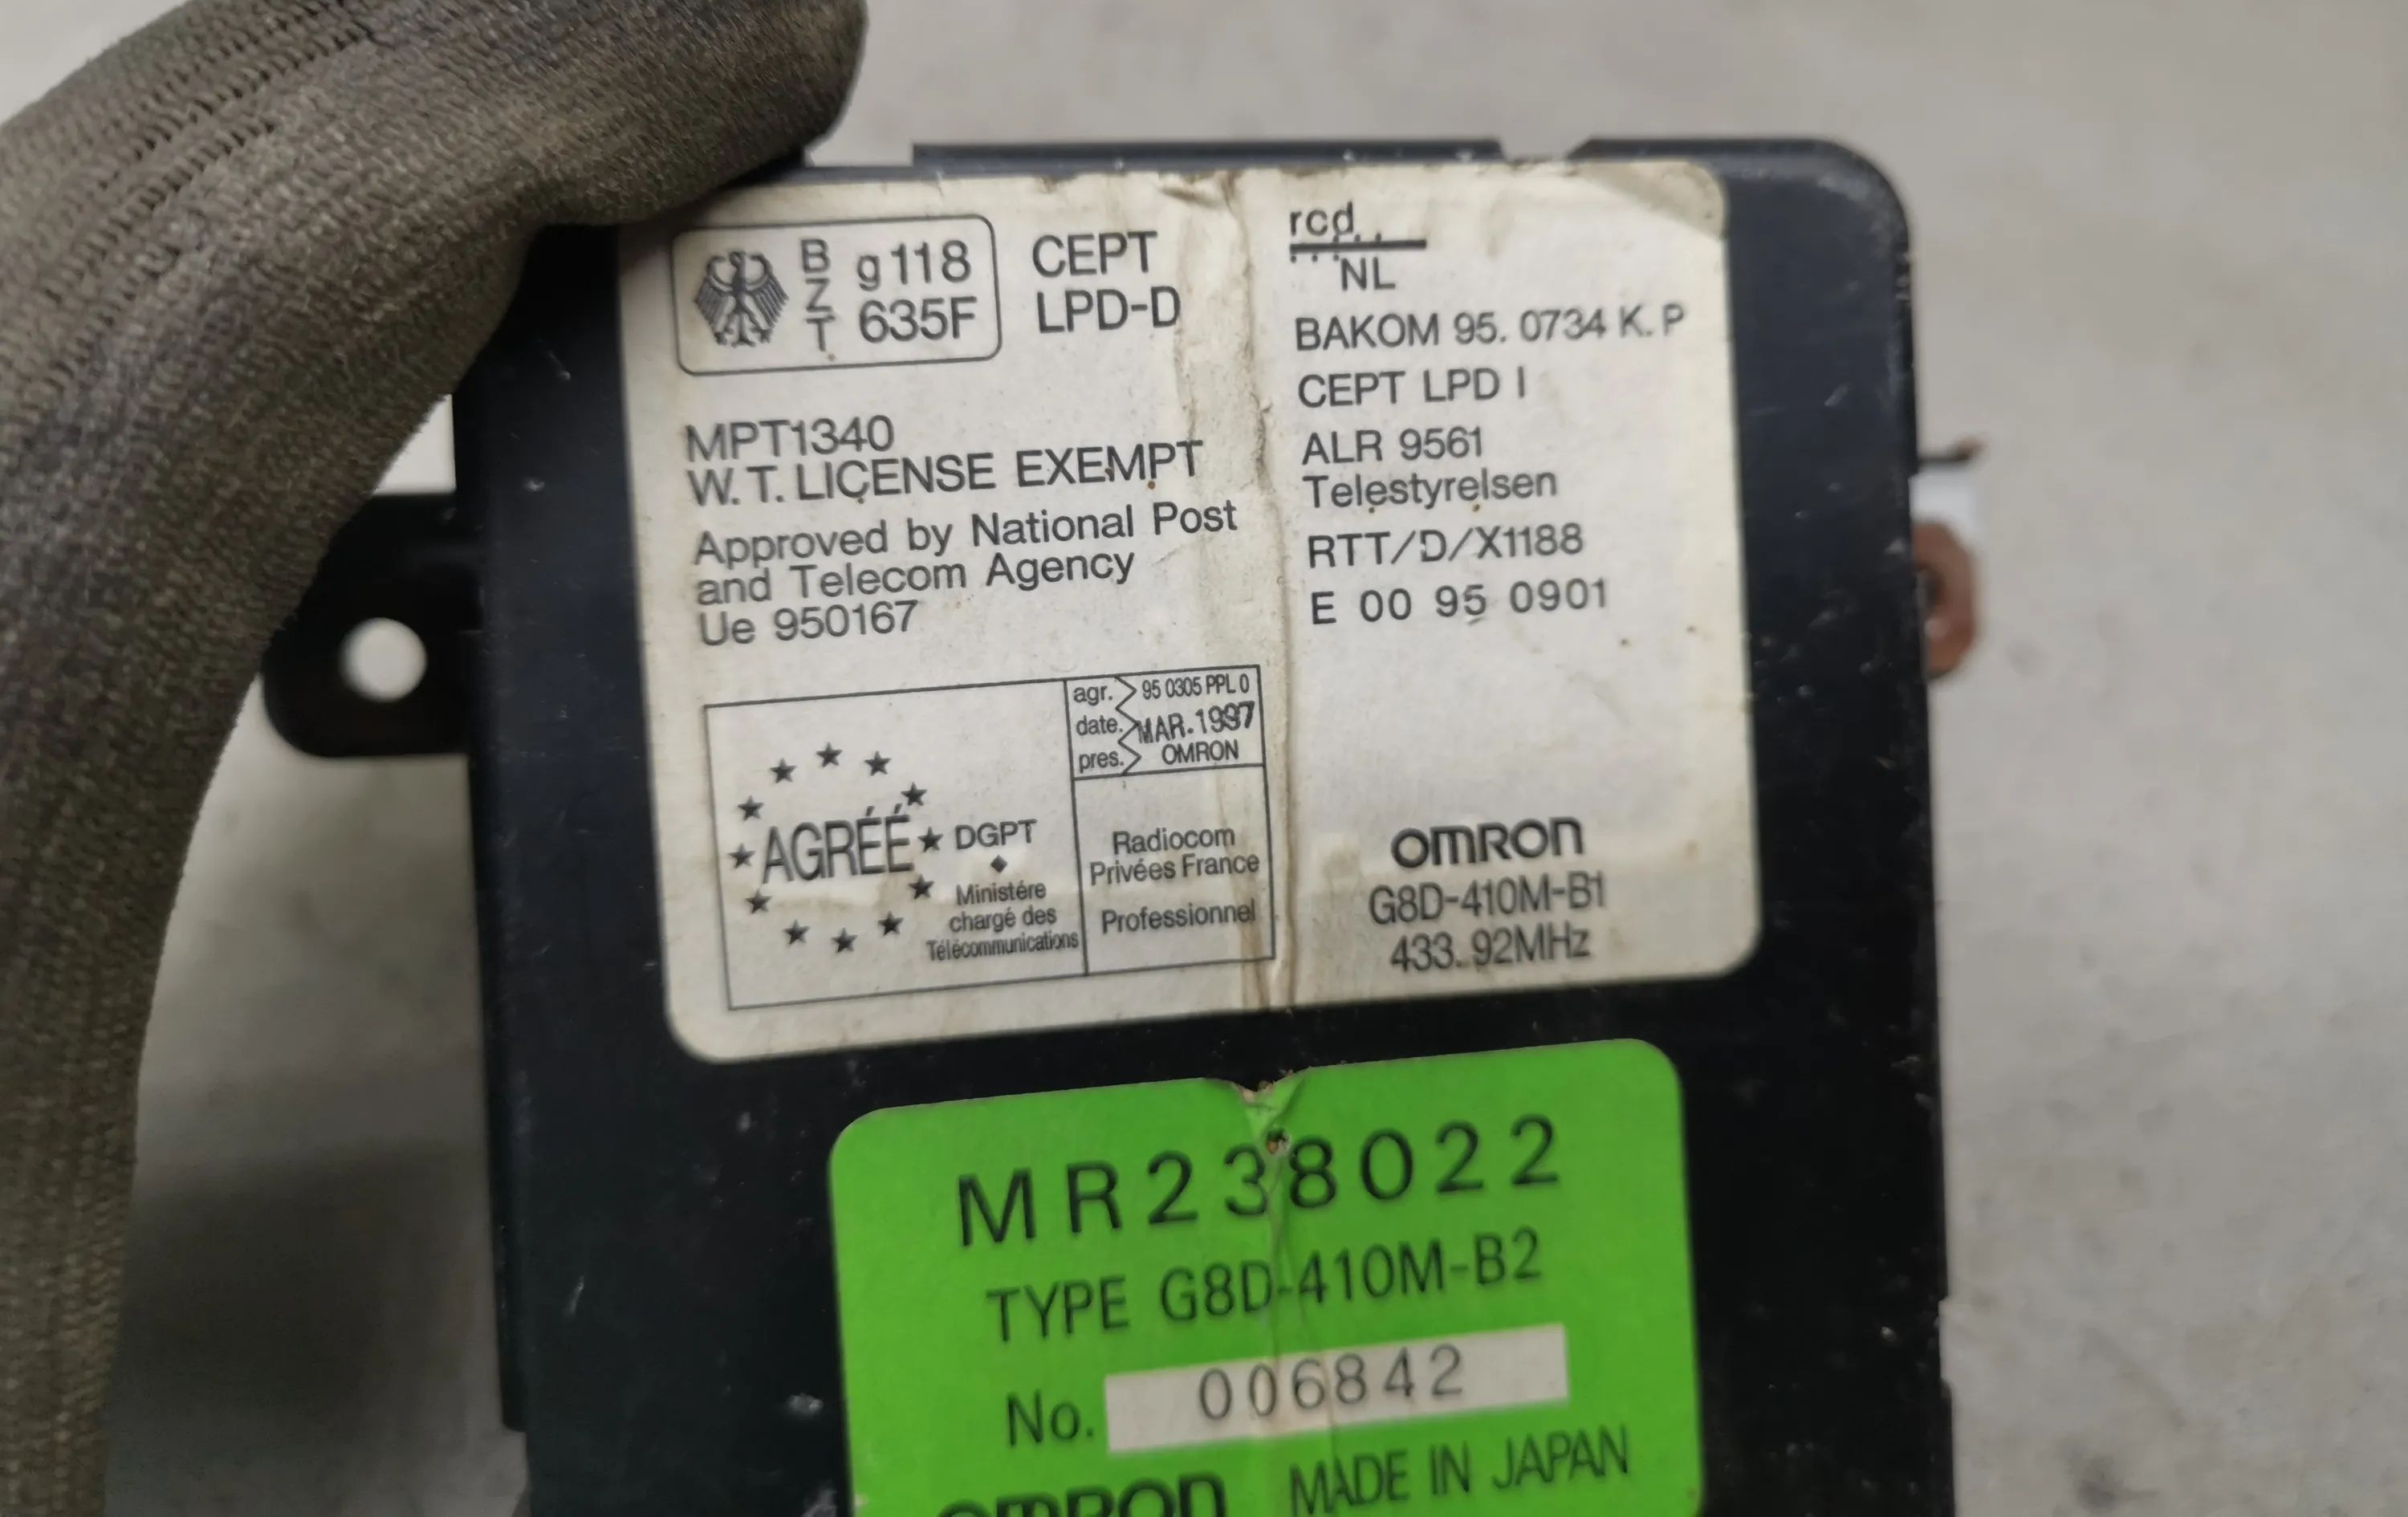 BZT g118
635F
CEPT
LPD-D
MPT1340
W.T. LICENSE EXEMPT
Approved by National Post
and Telecom Agency
Ue 950167
AGRÉÉ
DGPT
Ministére
chargé des
Télécommunications
agr. 95 0305 PPL 0
date. MAR.1997
pres. OMRON
Radiocom
Privées France
Professionnel
rcd
NL
BAKOM 95. 0734 K. P
CEPT LPD I
ALR 9561
Telestyrelsen
RTT/D/X1188
E 00 95 0901
OMRON
G8D-410M-B1
433.92MHz
MR238022
TYPE G8D-410M-B2
No. 006842
OMRON MADE IN JAPAN